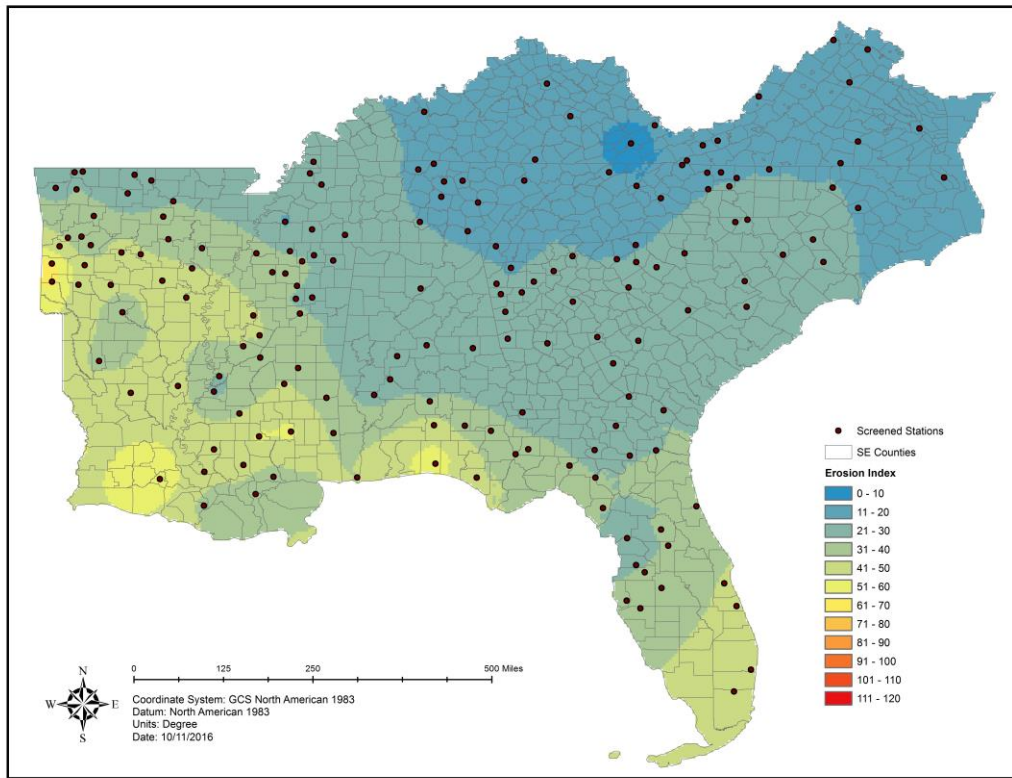 Screened Stations
SE Counties
Erosion Index
0 - 10
11 - 20
21 - 30
31 - 40
41 - 50
51 - 60
61 - 70
71 - 80
81 - 90
91 - 100
101 - 110
111 - 120
0 125 250 500 Miles
N
W E
S
Coordinate System: GCS North American 1983
Datum: North American 1983
Units: Degree
Date: 10/11/2016